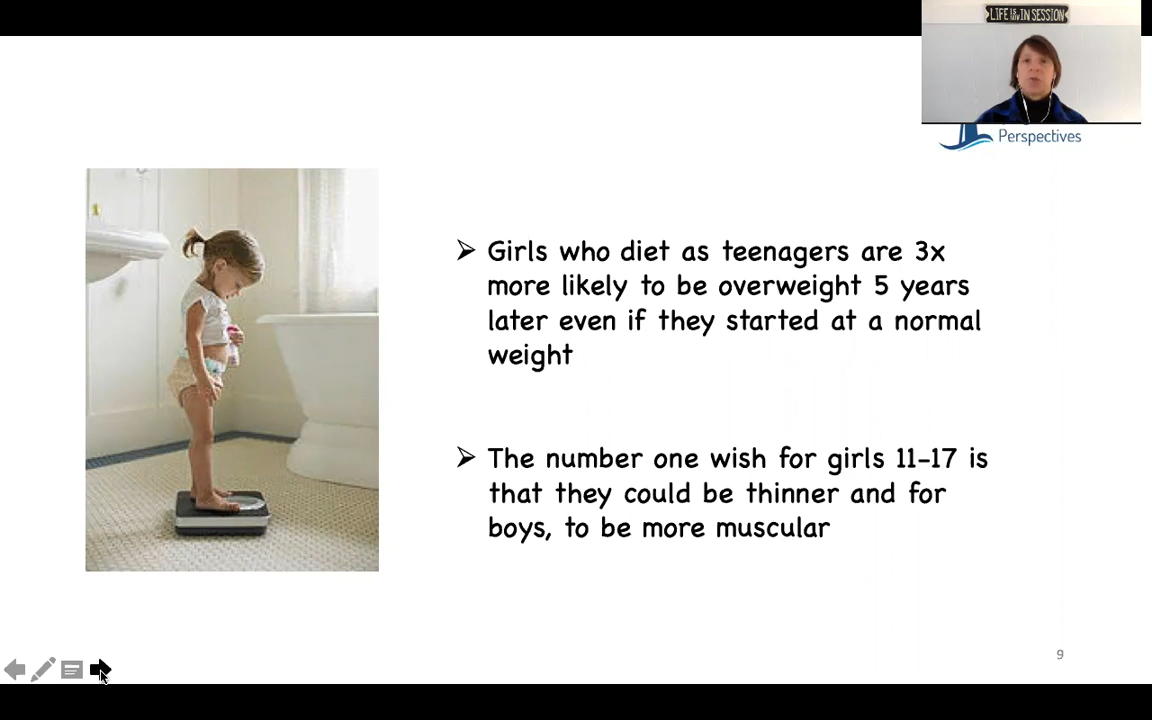 LIFE IS NOW IN SESSION
Perspectives
➢ Girls who diet as teenagers are 3x
more likely to be overweight 5 years
later even if they started at a normal
weight
➢ The number one wish for girls 11-17 is
that they could be thinner and for
boys, to be more muscular
9